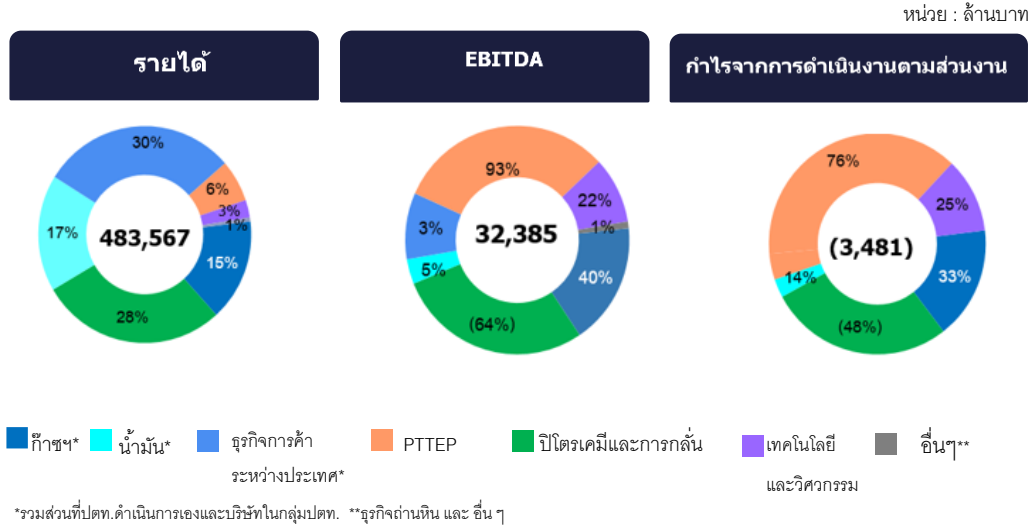 หน่วย : ล้านบาท
รายได้
EBITDA
กำไรจากการดำเนินงานตามส่วนงาน
30%
6%
3%
1%
15%
28%
17%
483,567
93%
22%
1%
40%
(64%)
5%
3%
32,385
76%
25%
33%
(48%)
14%
(3,481)
ก๊าซฯ*
น้ำมัน*
ธุรกิจการค้า
ระหว่างประเทศ*
PTTEP
ปิโตรเคมีและการกลั่น
เทคโนโลยี
และวิศวกรรม
อื่นๆ**
*รวมส่วนที่ปตท.ดำเนินการเองและบริษัทในกลุ่มปตท. **ธุรกิจถ่านหิน และ อื่น ๆ